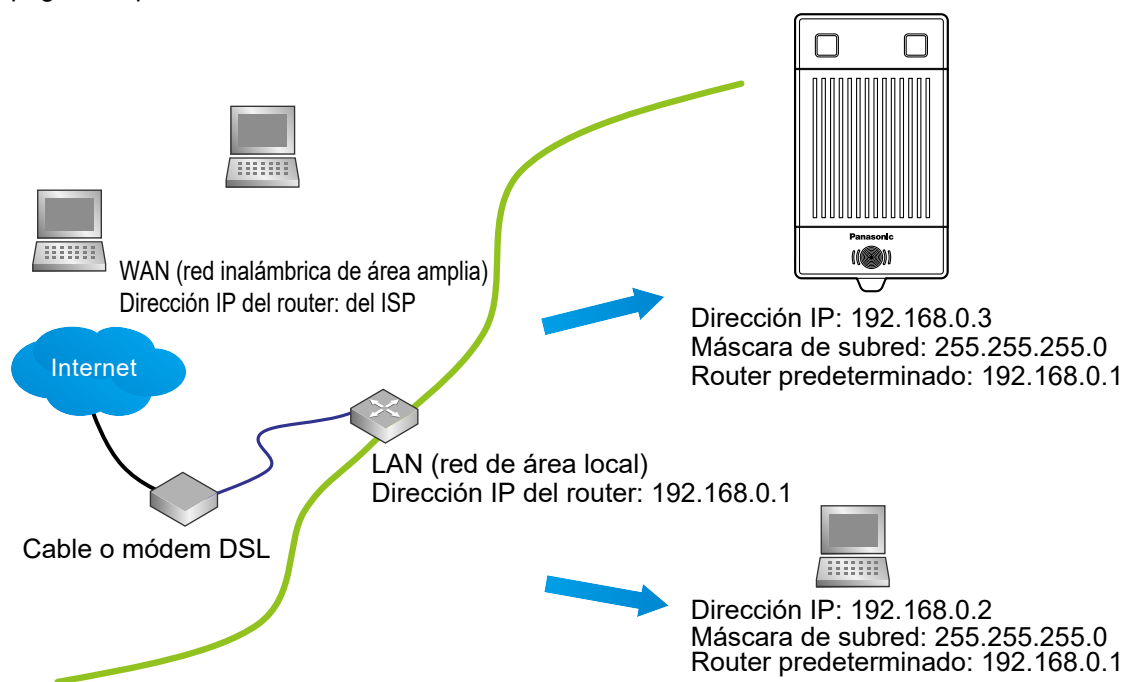 WAN (red inalámbrica de área amplia)
Dirección IP del router: del ISP
Internet
Cable o módem DSL
LAN (red de área local)
Dirección IP del router: 192.168.0.1
Panasonic
Dirección IP: 192.168.0.3
Máscara de subred: 255.255.255.0
Router predeterminado: 192.168.0.1
Dirección IP: 192.168.0.2
Máscara de subred: 255.255.255.0
Router predeterminado: 192.168.0.1